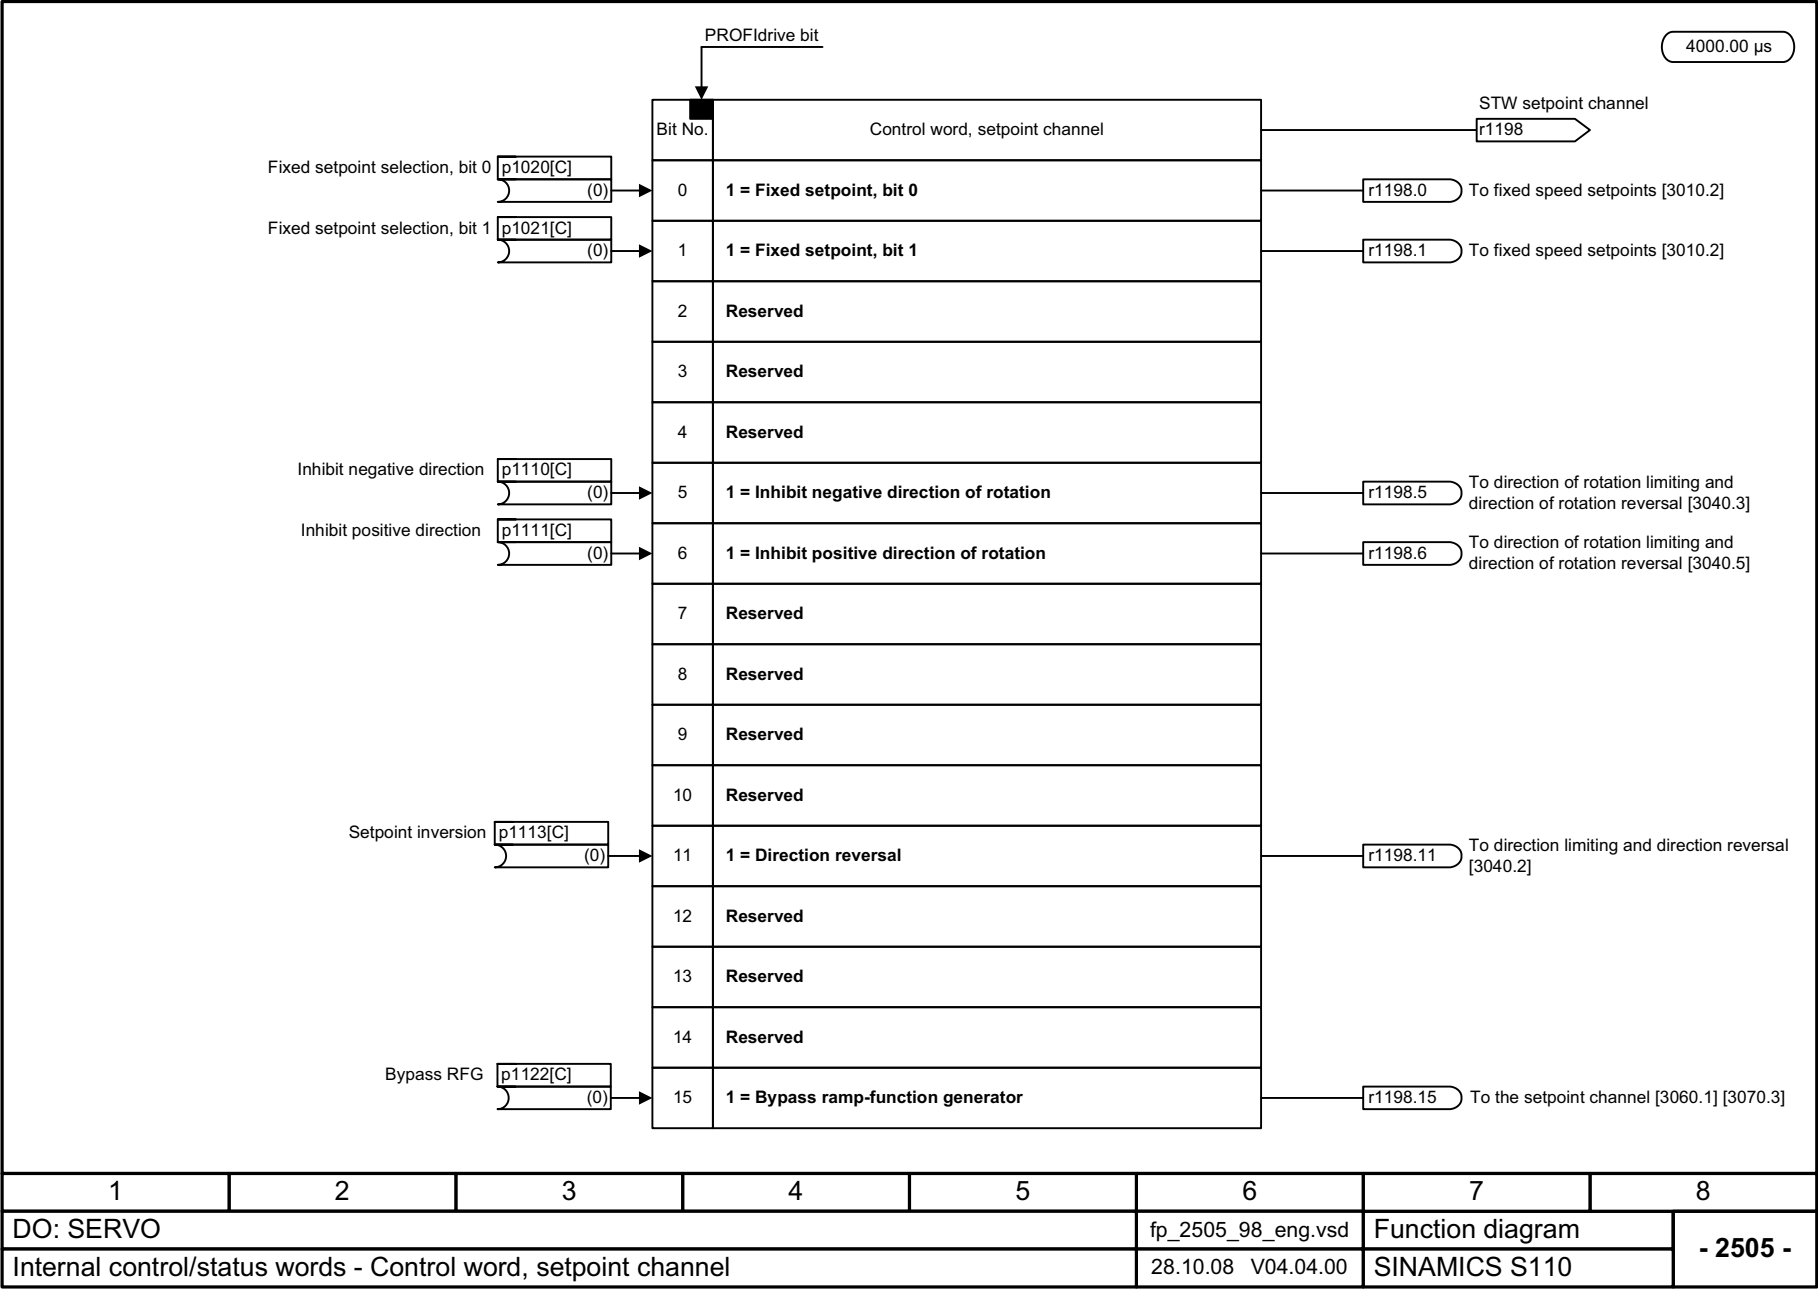 PROFIdrive bit
4000.00 µs
STW setpoint channel
Bit No.
Control word, setpoint channel
r1198
Fixed setpoint selection, bit 0
p1020[C]
(0)
0
1 = Fixed setpoint, bit 0
r1198.0
To fixed speed setpoints [3010.2]
Fixed setpoint selection, bit 1
p1021[C]
(0)
1
1 = Fixed setpoint, bit 1
r1198.1
To fixed speed setpoints [3010.2]
2
Reserved
3
Reserved
4
Reserved
Inhibit negative direction
p1110[C]
(0)
5
1 = Inhibit negative direction of rotation
r1198.5
To direction of rotation limiting and
direction of rotation reversal [3040.3]
Inhibit positive direction
p1111[C]
(0)
6
1 = Inhibit positive direction of rotation
r1198.6
To direction of rotation limiting and
direction of rotation reversal [3040.5]
7
Reserved
8
Reserved
9
Reserved
10
Reserved
Setpoint inversion
p1113[C]
(0)
11
1 = Direction reversal
r1198.11
To direction limiting and direction reversal
[3040.2]
12
Reserved
13
Reserved
14
Reserved
Bypass RFG
p1122[C]
(0)
15
1 = Bypass ramp-function generator
r1198.15
To the setpoint channel [3060.1] [3070.3]
1
2
3
4
5
6
7
8
DO: SERVO
fp_2505_98_eng.vsd
Function diagram
- 2505 -
Internal control/status words - Control word, setpoint channel
28.10.08 V04.04.00
SINAMICS S110